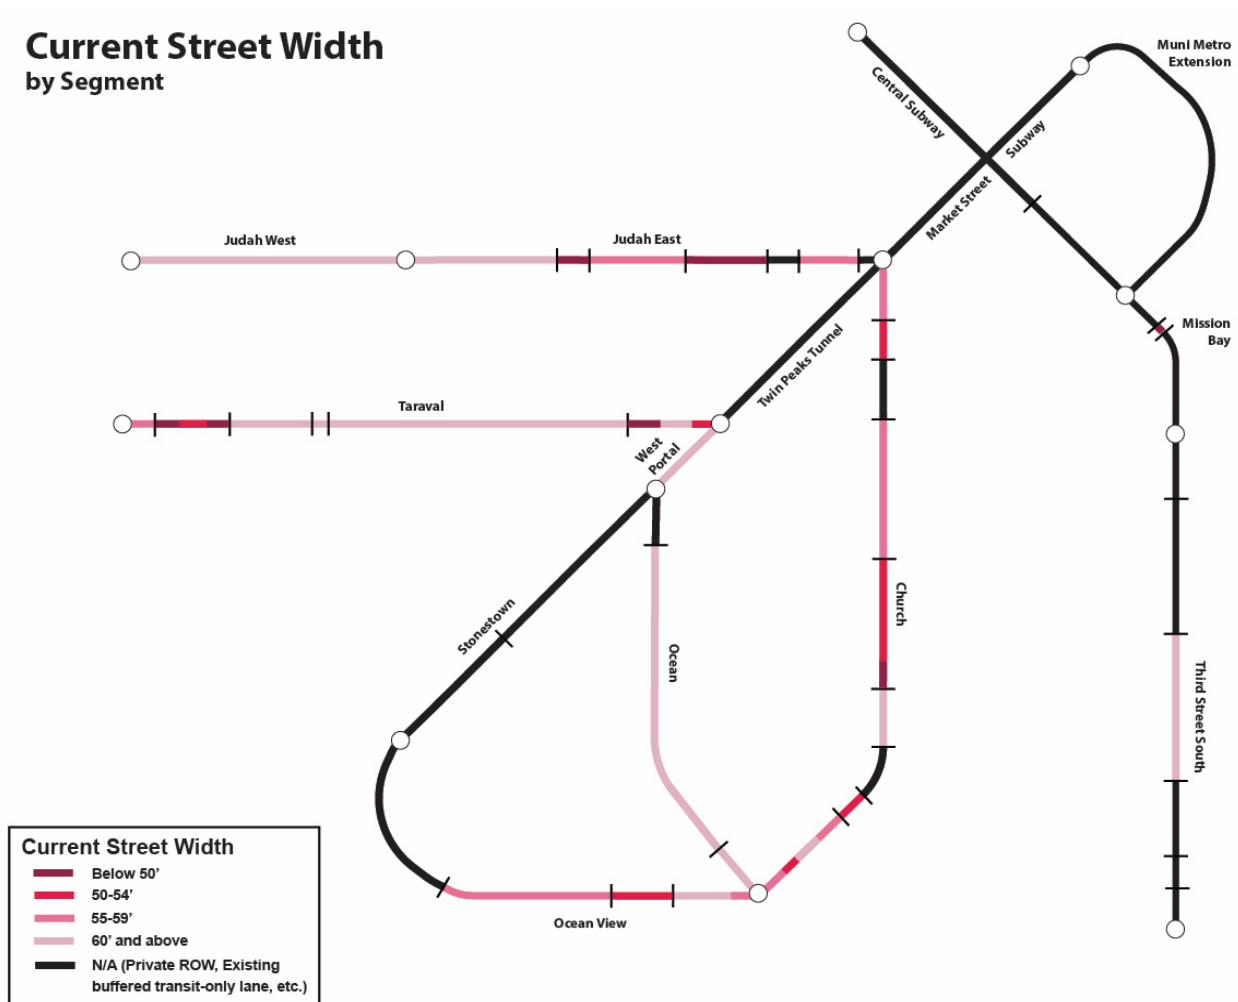 Current Street Width
by Segment
Muni Metro
Extension
Central Subway
Subway
Market Street
Judah West
Judah East
Mission
Bay
Twin Peaks Tunnel
Taraval
West
Portal
Church
Stonestown
Ocean
Third Street South
Ocean View
Current Street Width
Below 50’
50-54’
55-59’
60’ and above
N/A (Private ROW, Existing
buffered transit-only lane, etc.)